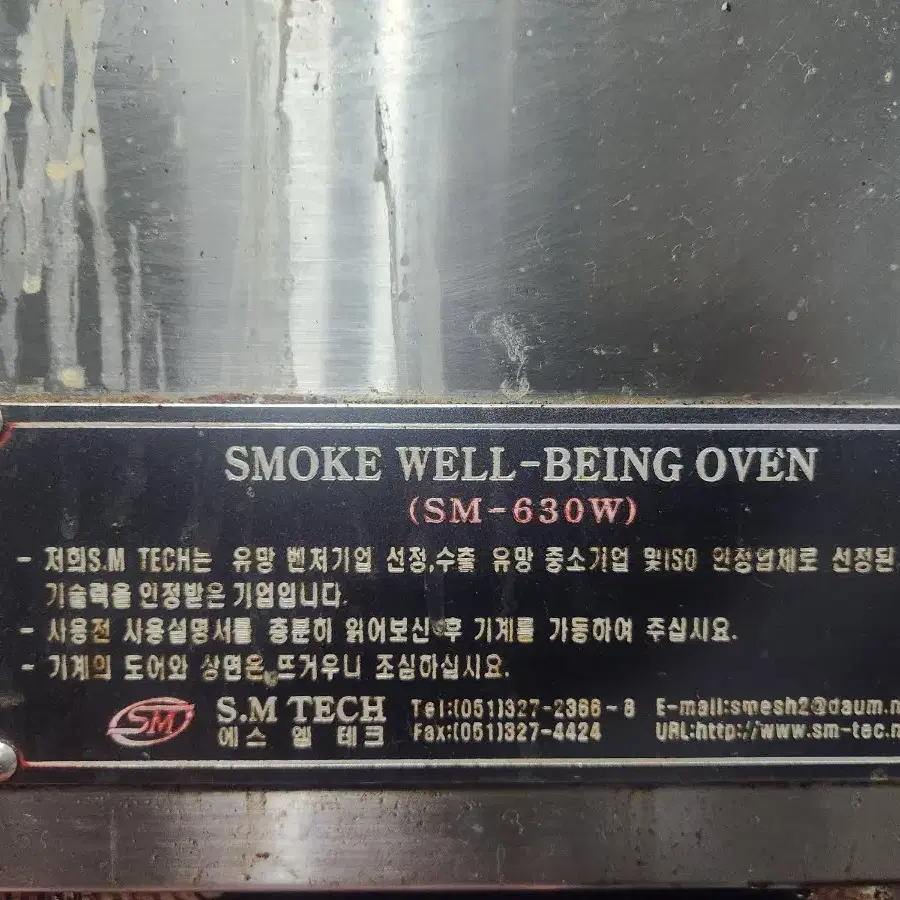 SMOKE WELL-BEING OVEN
(SM-630W)
- 저희S.M TECH는 유망 벤처기업 선정,수출 유망 중소기업 및ISO 인정업체로 선정된
기술력을 인정받은 기업입니다.
- 사용전 사용설명서를 충분히 읽어보신 후 기계를 가동하여 주십시요.
- 기계의 도어와 상면은 뜨거우니 조심하십시요.
SM S.M TECH Tel:(051)327-2366-8 E-mail:smesh2@daum.n
에스엠테크 Fax:(051)327-4424 URL:http://www.sm-tec.n